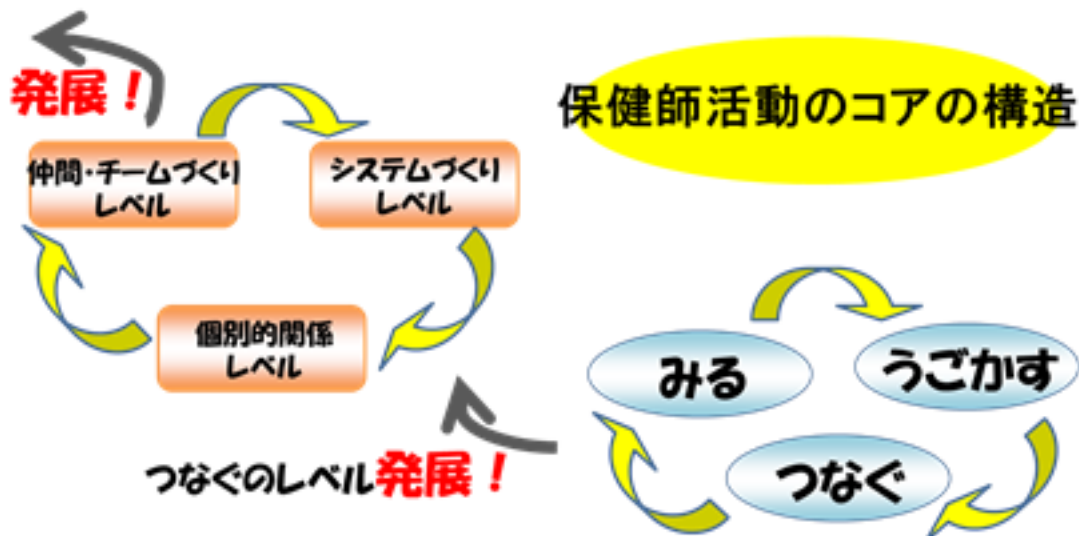 発展！
仲間・チームづくり
レベル
システムづくり
レベル
個別的関係
レベル
つなぐのレベル発展！
保健師活動のコアの構造
みる
うごかす
つなぐ